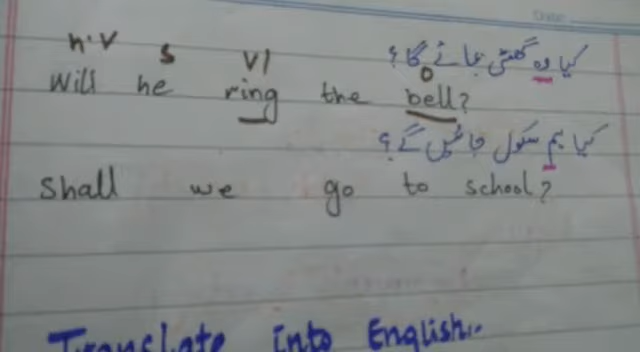 کیا وہ گھنٹی بجائے گا؟
h.v s v1 o
Will he ring the bell?
کیا ہم سکول جائیں گے؟
Shall we go to school?
Translate into English..